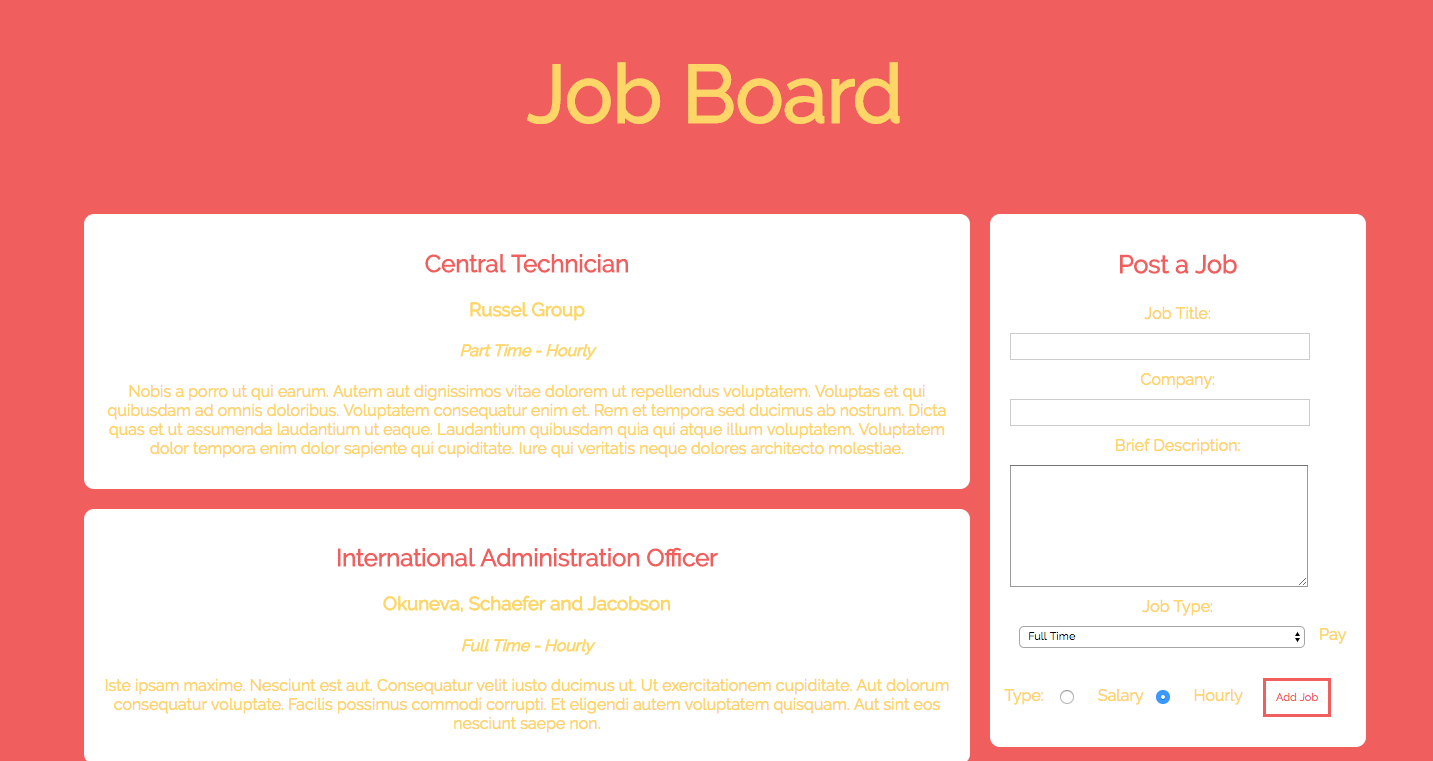 Job Board
Central Technician
Russel Group
Part Time - Hourly
Nobis a porro ut qui earum. Autem aut dignissimos vitae dolorem ut repellendus voluptatem. Voluptas et qui
quibusdam ad omnis doloribus. Voluptatem consequatur enim et. Rem et tempora sed ducimus ab nostrum. Dicta
quas et ut assumenda laudantium ut eaque. Laudantium quibusdam quia qui atque illum voluptatem. Voluptatem
dolor tempora enim dolor sapiente qui cupiditate. Iure qui veritatis neque dolores architecto molestiae.
International Administration Officer
Okuneva, Schaefer and Jacobson
Full Time - Hourly
Iste ipsam maxime. Nesciunt est aut. Consequatur velit iusto ducimus ut. Ut exercitationem cupiditate. Aut dolorum
consequatur voluptate. Facilis possimus commodi corrupti. Et eligendi autem voluptatem quisquam. Aut sint eos
nesciunt saepe non.
Post a Job
Job Title:
Company:
Brief Description:
Job Type:
Full Time Pay
Type: Salary Hourly Add Job